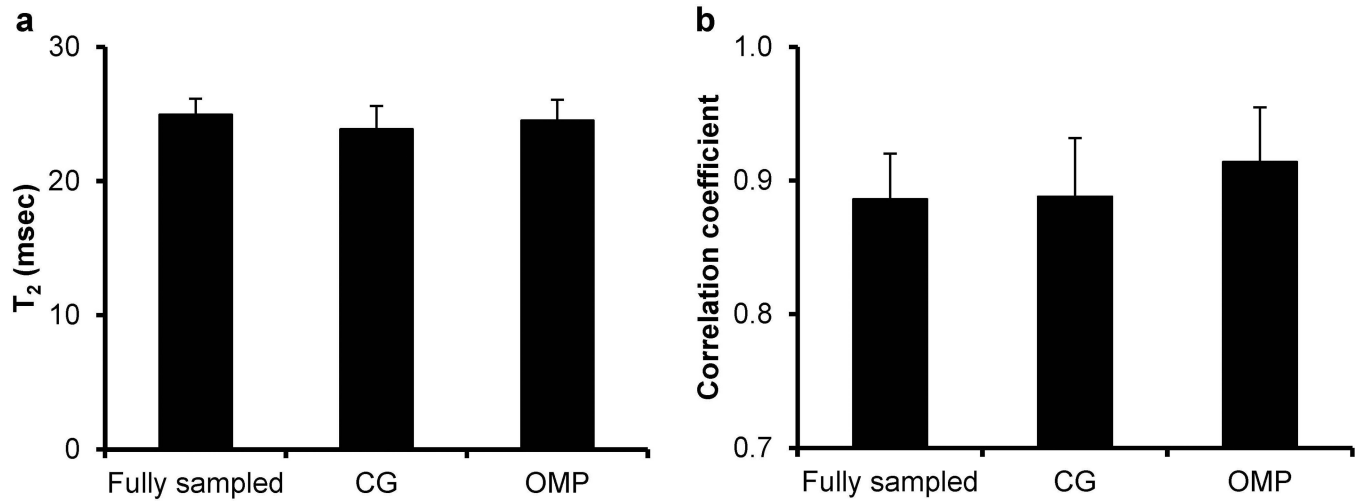 a
30
20
10
0
T₂ (msec)
Fully sampled
CG
OMP
b
1.0
0.9
0.8
0.7
Correlation coefficient
Fully sampled
CG
OMP